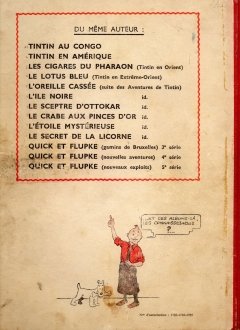 DU MÊME AUTEUR :
TINTIN AU CONGO
TINTIN EN AMÉRIQUE
LES CIGARES DU PHARAON (Tintin en Orient)
LE LOTUS BLEU (Tintin en Extrême-Orient)
L'OREILLE CASSÉE (suite des Aventures de Tintin)
L'ILE NOIRE id.
LE SCEPTRE D'OTTOKAR id.
LE CRABE AUX PINCES D'OR id.
L'ÉTOILE MYSTÉRIEUSE id.
LE SECRET DE LA LICORNE id.
QUICK ET FLUPKE (gamins de Bruxelles) 3e série
QUICK ET FLUPKE (nouvelles aventures) 4e série
QUICK ET FLUPKE (nouveaux exploits) 5e série
...ET CES ALBUMS-LÀ,
LES CONNAISSEZ-VOUS
?...